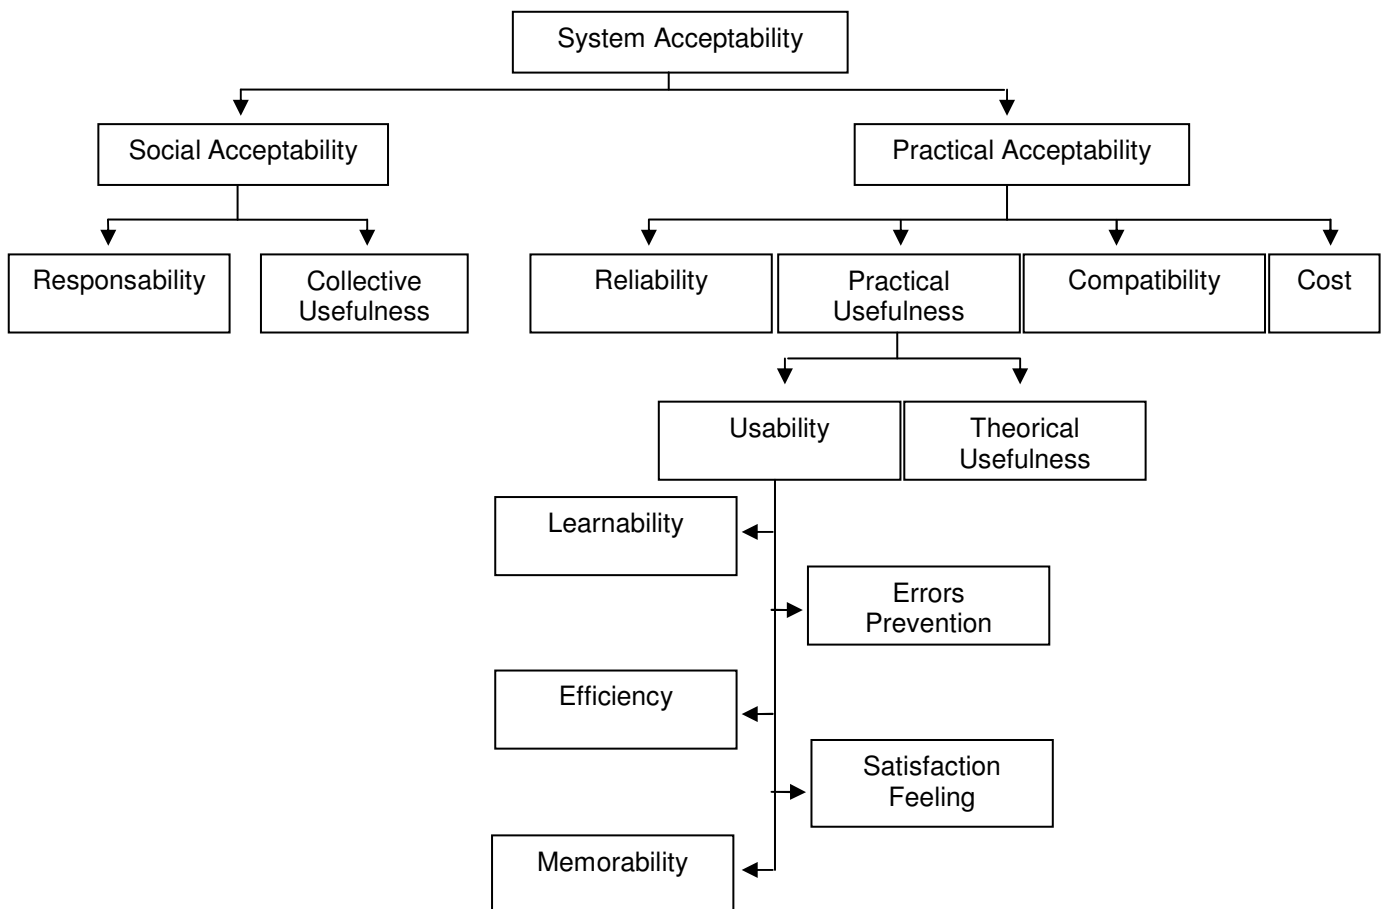 System Acceptability
Social Acceptability
Practical Acceptability
Responsability
Collective
Usefulness
Reliability
Practical
Usefulness
Compatibility
Cost
Usability
Theorical
Usefulness
Learnability
Errors
Prevention
Efficiency
Satisfaction
Feeling
Memorability